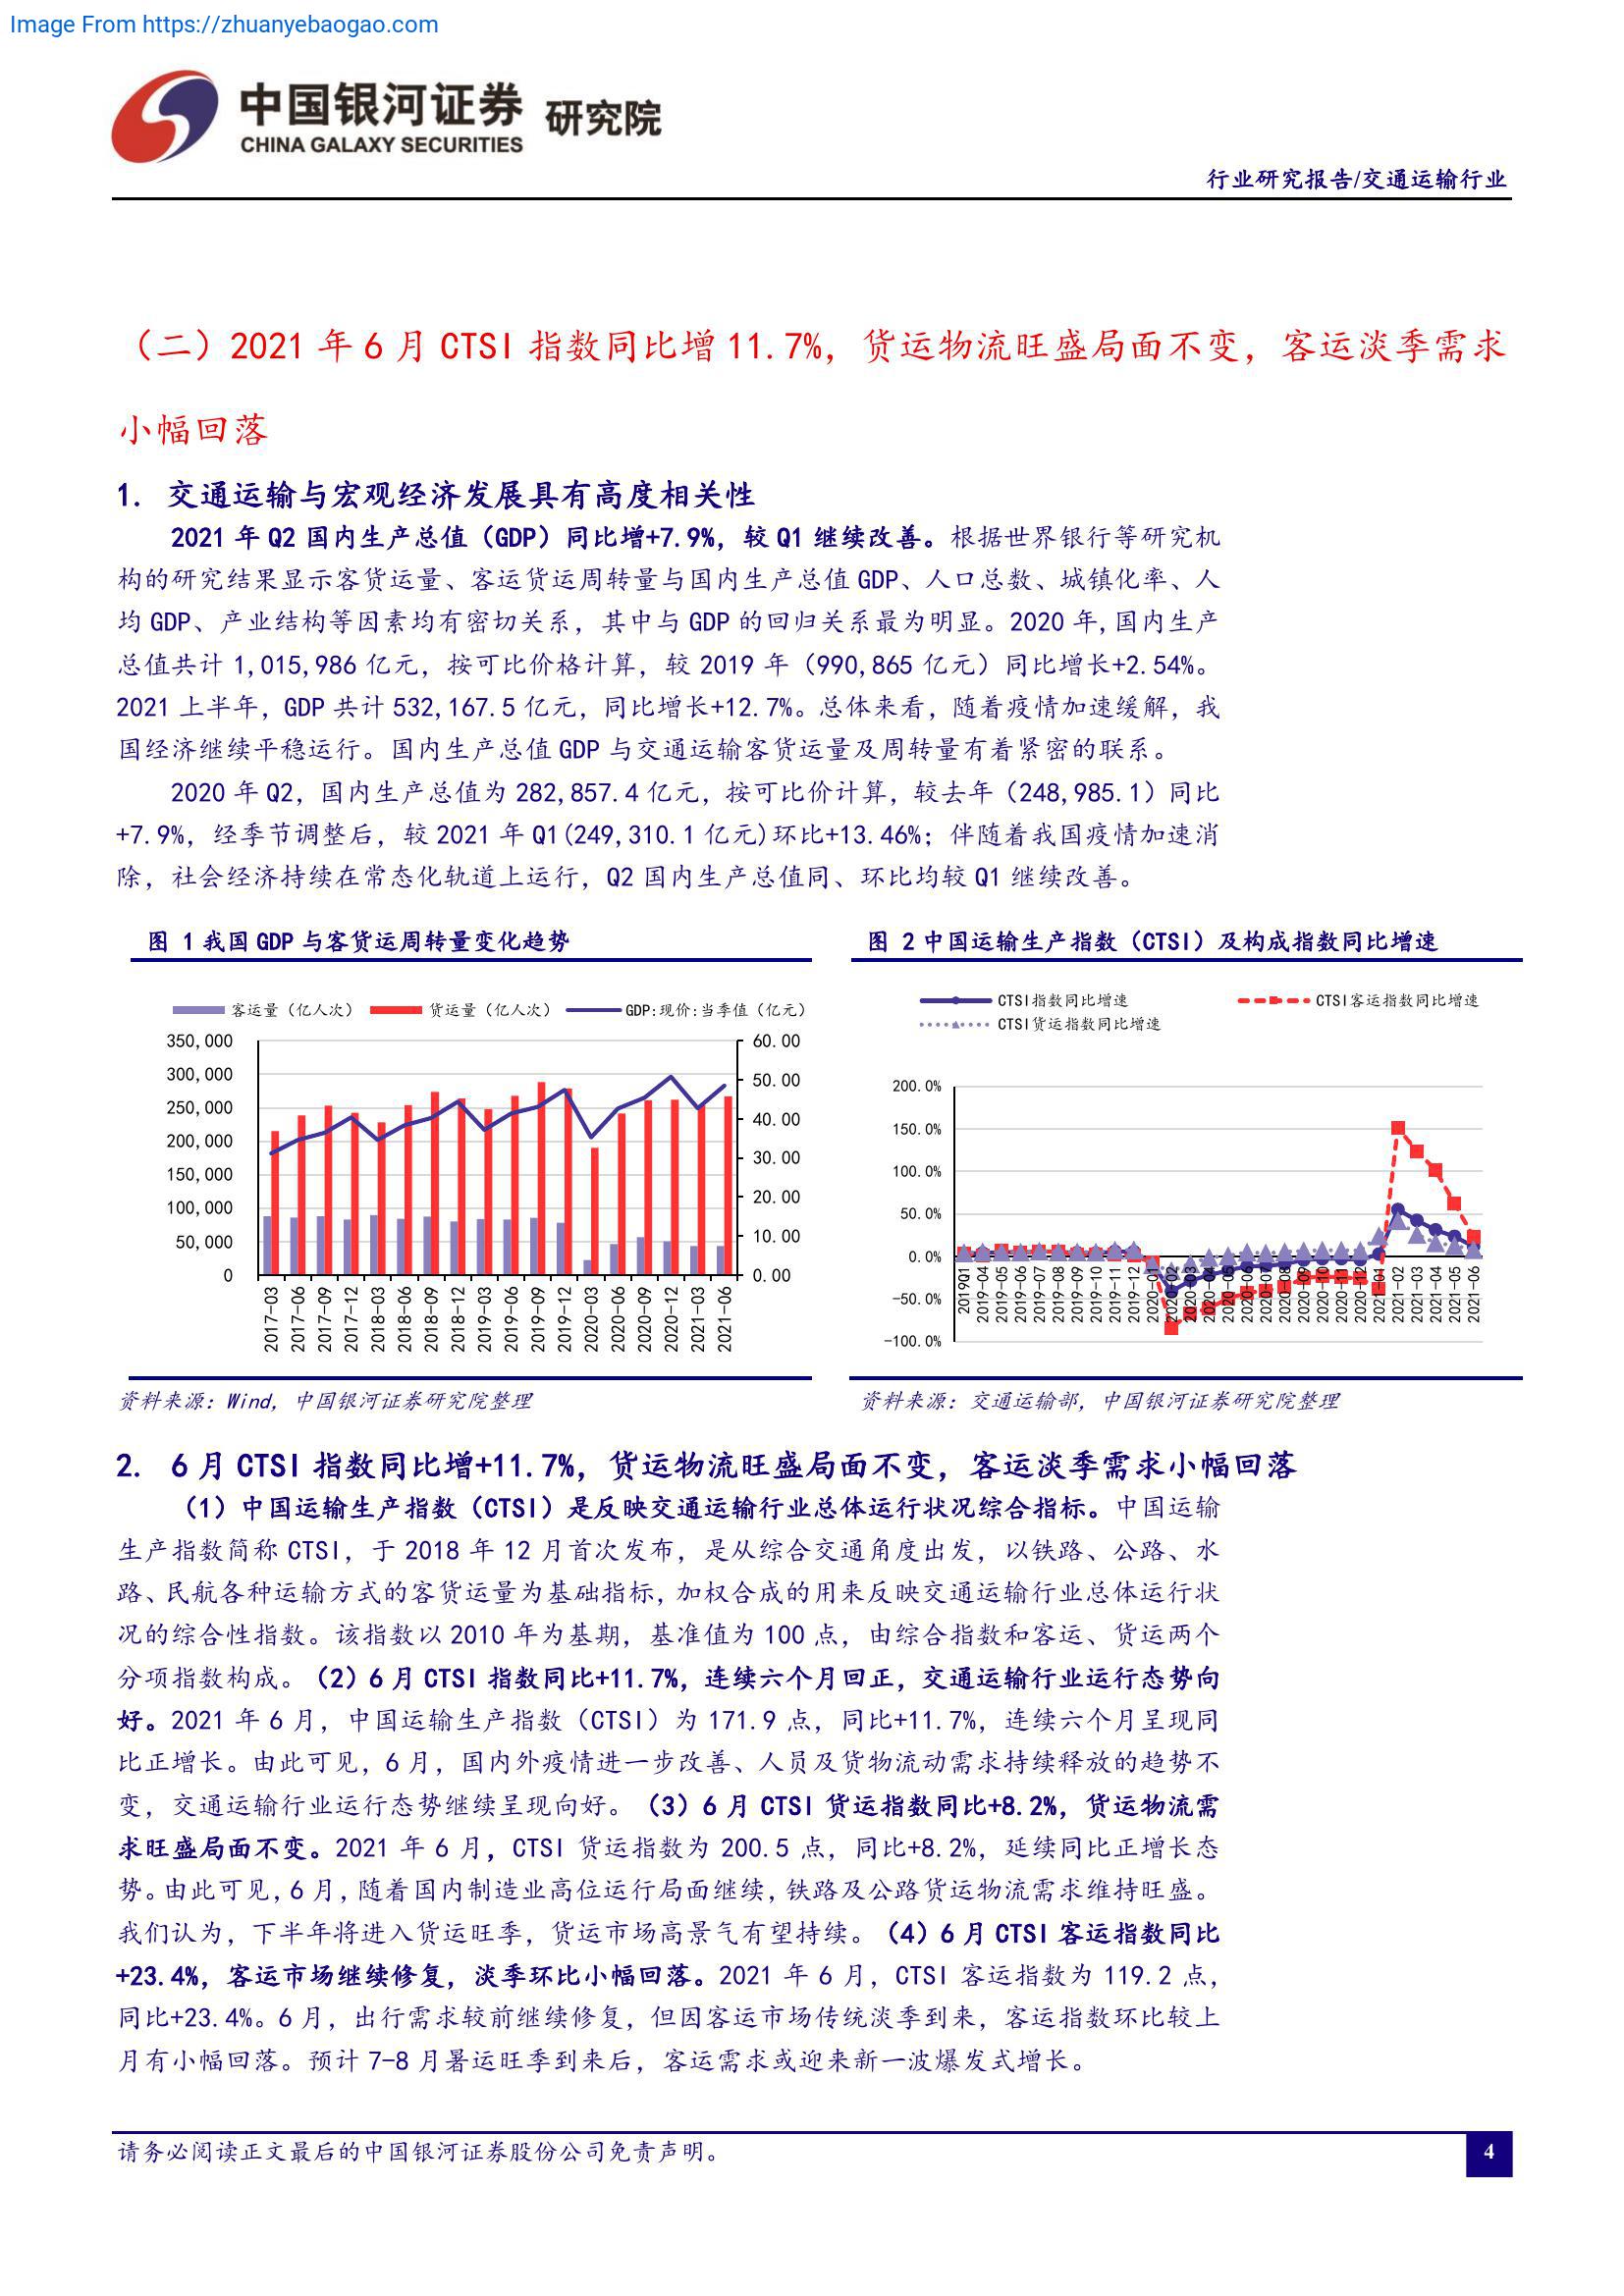 Image From https://zhuanyebaogao.com
中国银河证券 研究院
CHINA GALAXY SECURITIES
行业研究报告/交通运输行业
（二）2021 年 6 月 CTSI 指数同比增 11.7%，货运物流旺盛局面不变，客运淡季需求
小幅回落
1. 交通运输与宏观经济发展具有高度相关性
2021 年 Q2 国内生产总值（GDP）同比增+7.9%，较 Q1 继续改善。根据世界银行等研究机
构的研究结果显示客货运量、客运货运周转量与国内生产总值 GDP、人口总数、城镇化率、人
均 GDP、产业结构等因素均有密切关系，其中与 GDP 的回归关系最为明显。2020 年,国内生产
总值共计 1,015,986 亿元，按可比价格计算，较 2019 年（990,865 亿元）同比增长+2.54%。
2021 上半年，GDP 共计 532,167.5 亿元，同比增长+12.7%。总体来看，随着疫情加速缓解，我
国经济继续平稳运行。国内生产总值 GDP 与交通运输客货运量及周转量有着紧密的联系。
2020 年 Q2，国内生产总值为 282,857.4 亿元，按可比价计算，较去年（248,985.1）同比
+7.9%，经季节调整后，较 2021 年 Q1(249,310.1 亿元)环比+13.46%；伴随着我国疫情加速消
除，社会经济持续在常态化轨道上运行，Q2 国内生产总值同、环比均较 Q1 继续改善。
图 1 我国 GDP 与客货运周转量变化趋势
客运量（亿人次） 货运量（亿人次） GDP:现价:当季值（亿元）
350,000 60.00
300,000 50.00
250,000 40.00
200,000 30.00
150,000 20.00
100,000 10.00
50,000 0.00
0
2017-03 2017-06 2017-09 2017-12 2018-03 2018-06 2018-09 2018-12 2019-03 2019-06 2019-09 2019-12 2020-03 2020-06 2020-09 2020-12 2021-03 2021-06
资料来源：Wind，中国银河证券研究院整理
图 2 中国运输生产指数（CTSI）及构成指数同比增速
CTSI指数同比增速 CTSI客运指数同比增速
CTSI货运指数同比增速
200.0%
150.0%
100.0%
50.0%
0.0%
-50.0%
-100.0%
2019-04 2019-05 2019-06 2019-07 2019-08 2019-09 2019-10 2019-11 2019-12 2020-01 2020-02 2020-03 2020-04 2020-05 2020-06 2020-07 2020-08 2020-09 2020-10 2020-11 2020-12 2021-01 2021-02 2021-03 2021-04 2021-05 2021-06
资料来源：交通运输部，中国银河证券研究院整理
2. 6 月 CTSI 指数同比增+11.7%，货运物流旺盛局面不变，客运淡季需求小幅回落
（1）中国运输生产指数（CTSI）是反映交通运输行业总体运行状况综合指标。中国运输
生产指数简称 CTSI，于 2018 年 12 月首次发布，是从综合交通角度出发，以铁路、公路、水
路、民航各种运输方式的客货运量为基础指标，加权合成的用来反映交通运输行业总体运行状
况的综合性指数。该指数以 2010 年为基期，基准值为 100 点，由综合指数和客运、货运两个
分项指数构成。（2）6 月 CTSI 指数同比+11.7%，连续六个月回正，交通运输行业运行态势向
好。2021 年 6 月，中国运输生产指数（CTSI）为 171.9 点，同比+11.7%，连续六个月呈现同
比正增长。由此可见，6 月，国内外疫情进一步改善、人员及货物流动需求持续释放的趋势不
变，交通运输行业运行态势继续呈现向好。（3）6 月 CTSI 货运指数同比+8.2%，货运物流需
求旺盛局面不变。2021 年 6 月，CTSI 货运指数为 200.5 点，同比+8.2%，延续同比正增长态
势。由此可见，6 月，随着国内制造业高位运行局面继续，铁路及公路货运物流需求维持旺盛。
我们认为，下半年将进入货运旺季，货运市场高景气有望持续。（4）6 月 CTSI 客运指数同比
+23.4%，客运市场继续修复，淡季环比小幅回落。2021 年 6 月，CTSI 客运指数为 119.2 点，
同比+23.4%。6 月，出行需求较前继续修复，但因客运市场传统淡季到来，客运指数环比较上
月有小幅回落。预计 7-8 月暑运旺季到来后，客运需求或迎来新一波爆发式增长。
请务必阅读正文最后的中国银河证券股份公司免责声明。
4